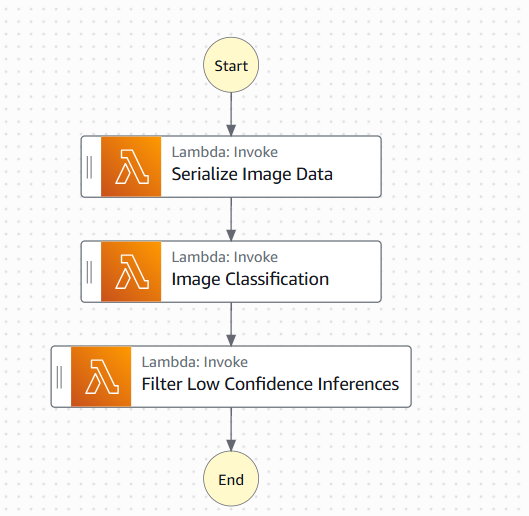 Start
Lambda: Invoke
Serialize Image Data
Lambda: Invoke
Image Classification
Lambda: Invoke
Filter Low Confidence Inferences
End